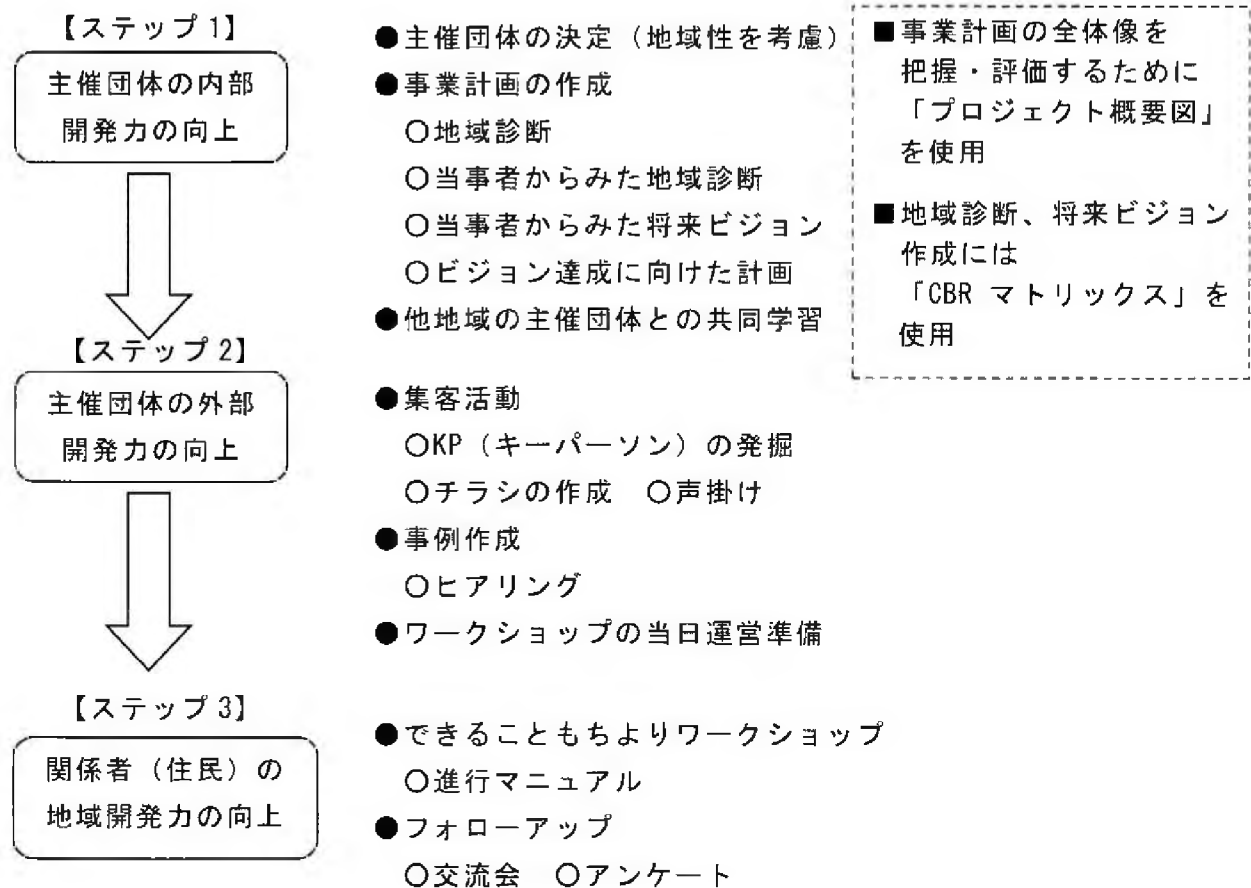 【ステップ1】
主催団体の内部
開発力の向上
●主催団体の決定（地域性を考慮）
●事業計画の作成
○地域診断
○当事者からみた地域診断
○当事者からみた将来ビジョン
○ビジョン達成に向けた計画
●他地域の主催団体との共同学習
■事業計画の全体像を
把握・評価するために
「プロジェクト概要図」
を使用
■地域診断、将来ビジョン
作成には
「CBR マトリックス」を
使用
【ステップ2】
主催団体の外部
開発力の向上
●集客活動
○KP（キーパーソン）の発掘
○チラシの作成　○声掛け
●事例作成
○ヒアリング
●ワークショップの当日運営準備
【ステップ3】
関係者（住民）の
地域開発力の向上
●できることもちよりワークショップ
○進行マニュアル
●フォローアップ
○交流会　○アンケート